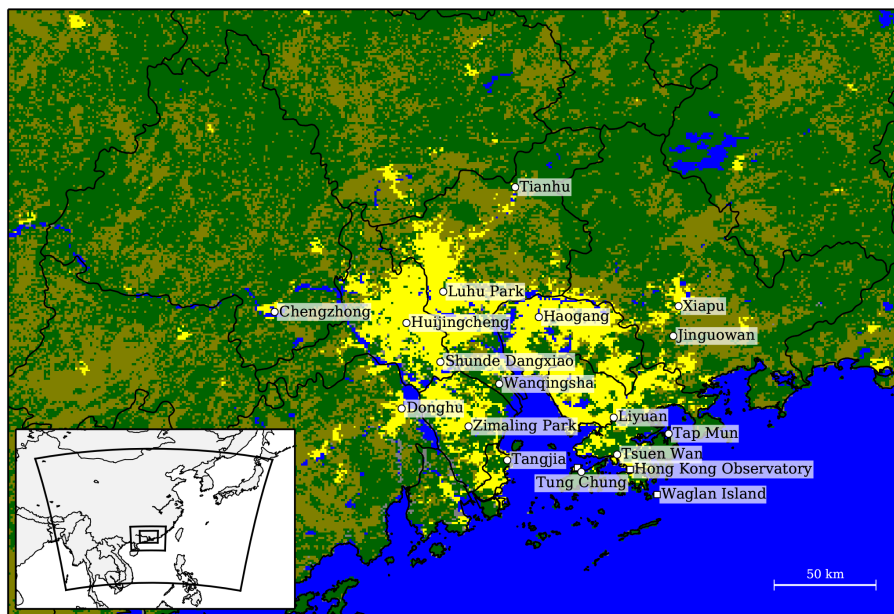 Tianhu
Luhu Park
Xiapu
Chengzhong
Haogang
Huijingcheng
Jinguowan
Shunde Dangxiao
Wanqingsha
Donghu
Liyuan
Zimaling Park
Tap Mun
Tsuen Wan
Tangjia
Hong Kong Observatory
Tung Chung
Waglan Island
50 km